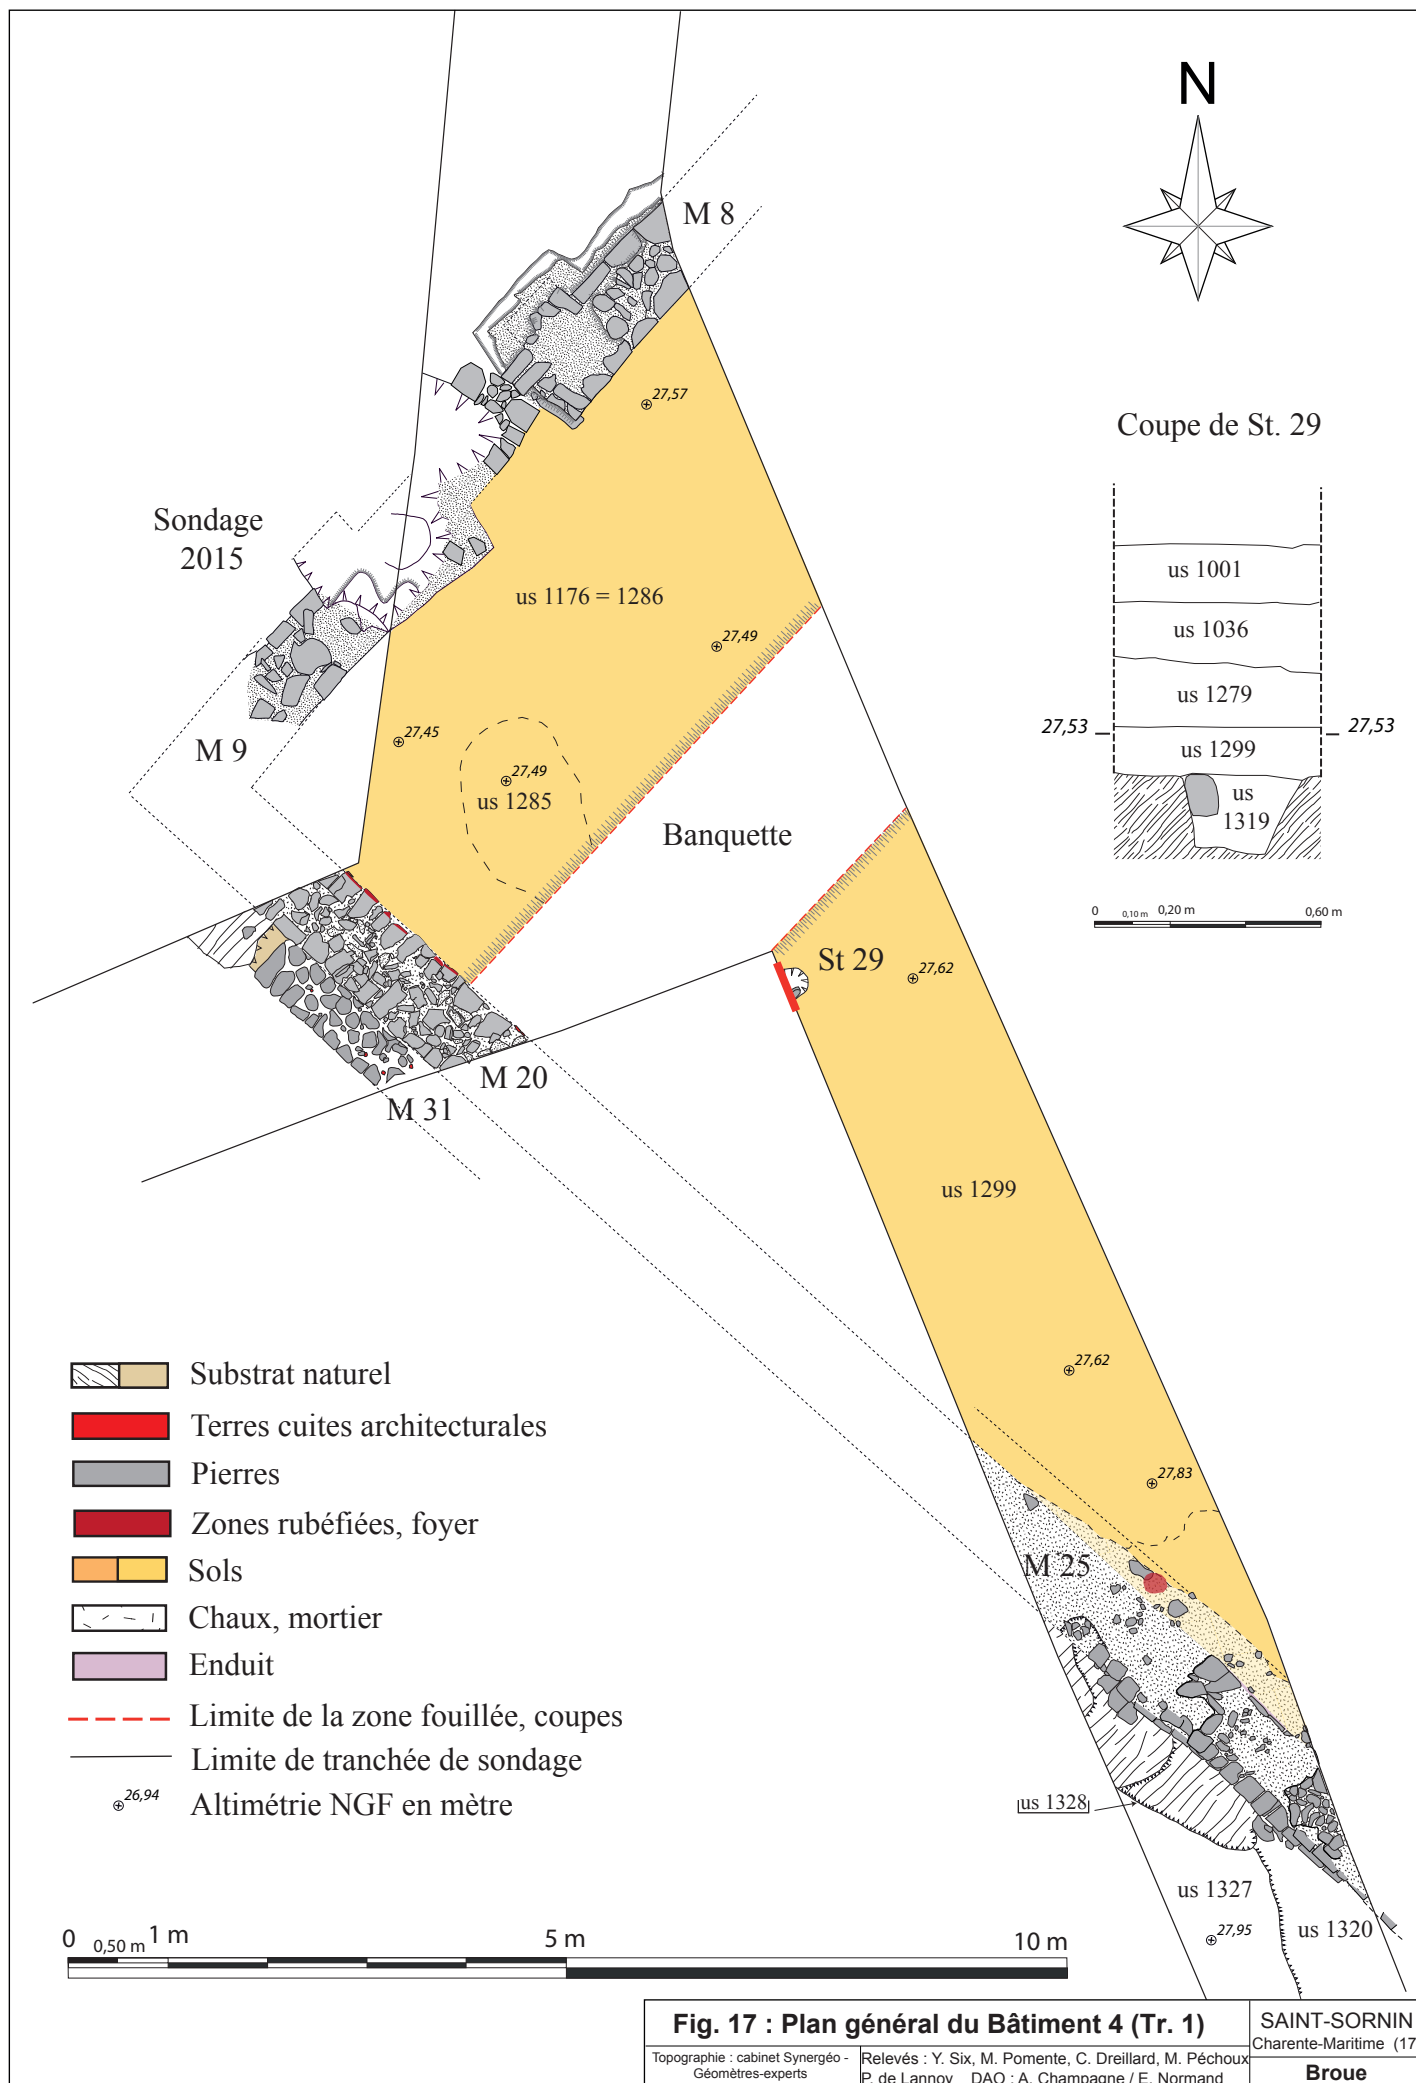 N
M 8
27,57
Coupe de St. 29
Sondage
2015
us 1001
us 1176 = 1286
us 1036
27,49
us 1279
27,53
27,53
M 9
27,45
us 1299
27,49
us 1285
us
1319
Banquette
0
0,10 m
0,20 m
0,60 m
St 29
27,62
M 20
M 31
us 1299
27,62
Substrat naturel
Terres cuites architecturales
Pierres
27,83
Zones rubéfiées, foyer
Sols
M 25
Chaux, mortier
Enduit
Limite de la zone fouillée, coupes
Limite de tranchée de sondage
26,94
Altimétrie NGF en mètre
us 1328
us 1327
us 1320
27,95
0
0,50 m
1 m
5 m
10 m
Fig. 17 : Plan général du Bâtiment 4 (Tr. 1)
SAINT-SORNIN
Charente-Maritime (17
Topographie : cabinet Synergéo -
Géomètres-experts
Relevés : Y. Six, M. Pomente, C. Dreillard, M. Péchoux
P. de Lannoy DAO : A. Champagne / E. Normand
Broue